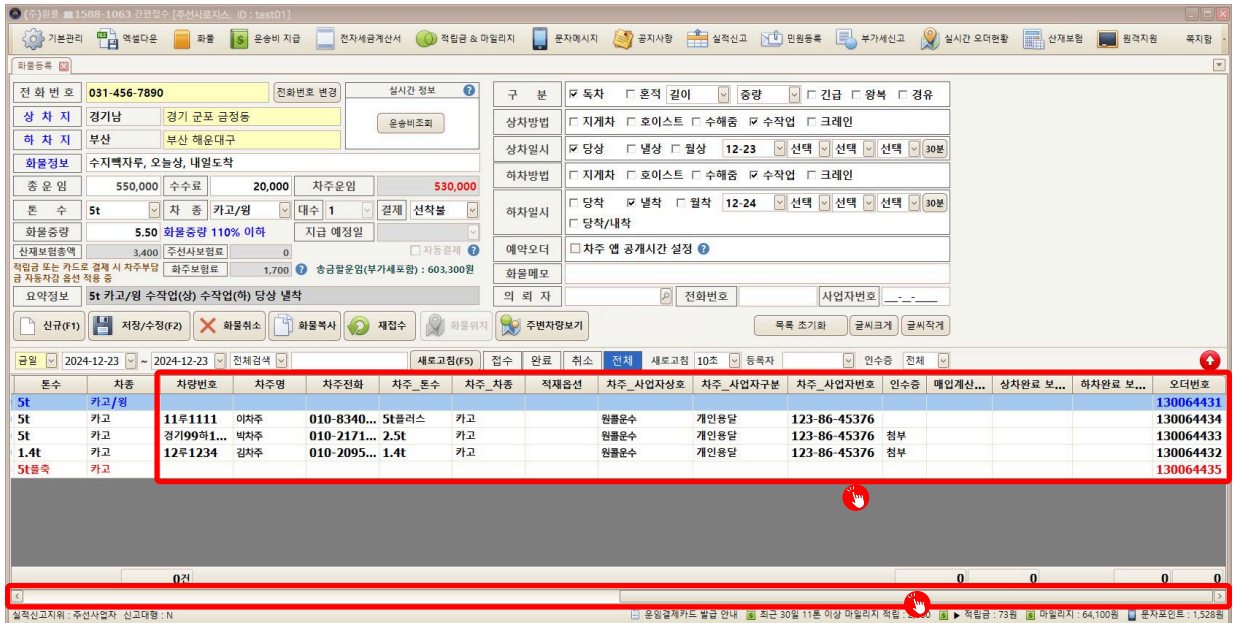 (주)원콜 ☎1588-1063 간편접수 [주선사로지스, ID : test01]
기본관리 엑셀다운 화물 운송비 지급 전자세금계산서 적립금 & 마일리지 문자메시지 공지사항 실적신고 민원등록 부가세신고 실시간 오더현황 산재보험 원격지원 쪽지함
화물등록
전 화 번 호 031-456-7890 전화번호 변경 실시간 정보
상 차 지 경기남 경기 군포 금정동 운송비조회
하 차 지 부산 부산 해운대구
화물정보 수지빽자루, 오늘상, 내일도착
총 운 임 550,000 수수료 20,000 차주운임 530,000
톤 수 5t 차 종 카고/윙 대수 1 결제 선착불
화물중량 5.50 화물중량 110% 이하 지급 예정일
산재보험총액 3,400 주선사보험료 0 자동결제
적립금 또는 카드로 결제 시 차주부담
금 자동차감 옵션 적용 중
화주보험료 1,700 송금할운임(부가세포함) : 603,300원
요약정보 5t 카고/윙 수작업(상) 수작업(하) 당상 낼착
구 분 독차 혼적 길이 중량 긴급 왕복 경유
상차방법 지게차 호이스트 수해줌 수작업 크레인
상차일시 당상 낼상 월상 12-23 선택 선택 선택 30분
하차방법 지게차 호이스트 수해줌 수작업 크레인
하차일시 당착 낼착 월착 12-24 선택 선택 선택 30분
당착/내착
예약오더 차주 앱 공개시간 설정
화물메모
의 뢰 자 전화번호 사업자번호 __-_-____
신규(F1) 저장/수정(F2) 화물취소 화물복사 재접수 화물위치 주변차량보기 목록 초기화 글씨크게 글씨작게
금일 2024-12-23 ~ 2024-12-23 전체검색 새로고침(F5) 접수 완료 취소 전체 새로고침 10초 등록자 인수증 전체
톤수 차종 차량번호 차주명 차주전화 차주_톤수 차주_차종 적재옵션 차주_사업자상호 차주_사업자구분 차주_사업자번호 인수증 매입계산... 상차완료 보... 하차완료 보... 오더번호
5t 카고/윙 130064431
5t 카고 11루1111 이차주 010-8340... 5t플러스 카고 원콜운수 개인용달 123-86-45376 130064434
5t 카고 경기99하1... 박차주 010-2171... 2.5t 카고 원콜운수 개인용달 123-86-45376 첨부 130064433
1.4t 카고 12루1234 김차주 010-2095... 1.4t 카고 원콜운수 개인용달 123-86-45376 첨부 130064432
5t플축 카고 130064435
0건 0 0 0 0
실적신고지위 : 주선사업자 신고대행 : N 운임결제카드 발급 안내 최근 30일 11톤 이상 마일리지 적립 : ▶ 적립금 : 73원 마일리지 : 64,100원 문자포인트 : 1,528원